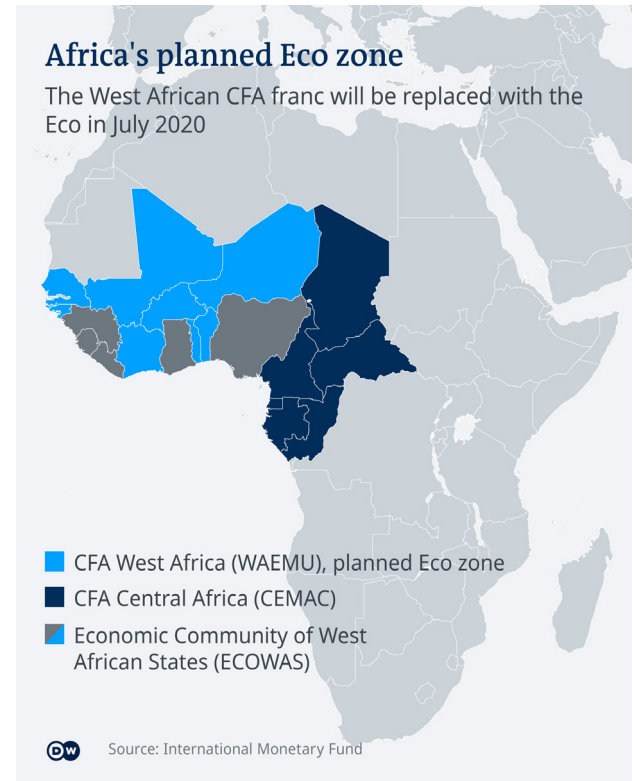 Africa's planned Eco zone
The West African CFA franc will be replaced with the
Eco in July 2020
CFA West Africa (WAEMU), planned Eco zone
CFA Central Africa (CEMAC)
Economic Community of West
African States (ECOWAS)
DW
Source: International Monetary Fund